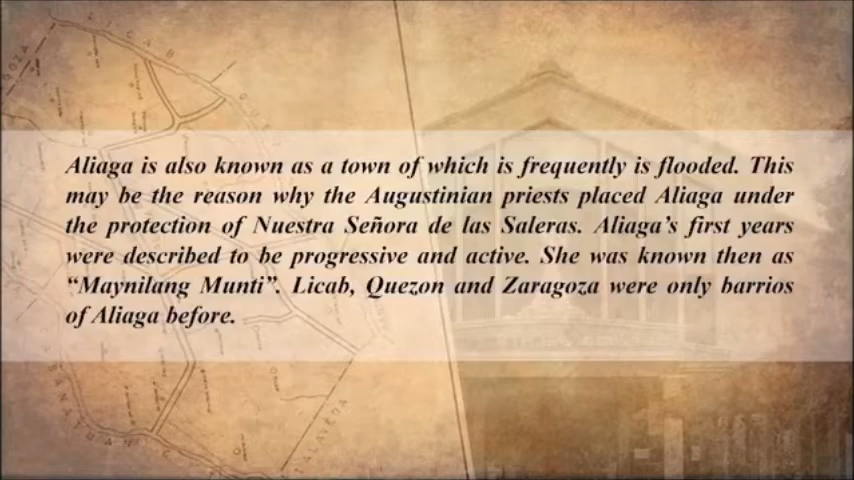 Aliaga is also known as a town of which is frequently is flooded. This
may be the reason why the Augustinian priests placed Aliaga under
the protection of Nuestra Señora de las Saleras. Aliaga's first years
were described to be progressive and active. She was known then as
“Maynilang Munti”. Licab, Quezon and Zaragoza were only barrios
of Aliaga before.